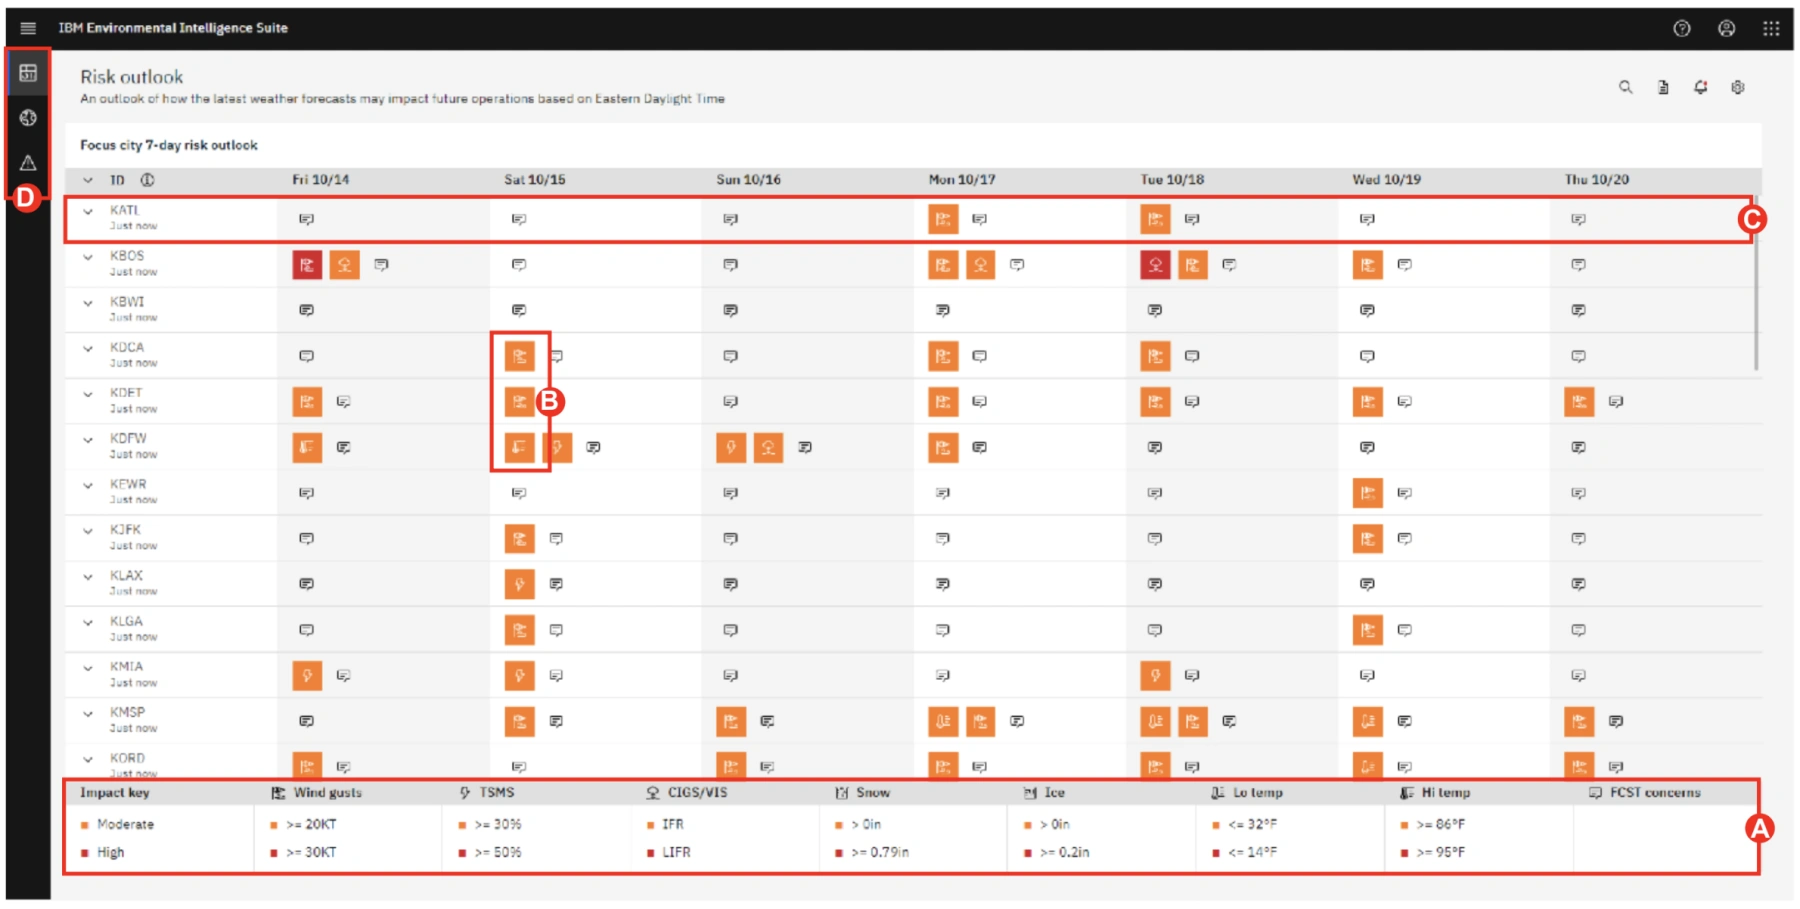 IBM Environmental Intelligence Suite
Risk outlook
An outlook of how the latest weather forecasts may impact future operations based on Eastern Daylight Time
Focus city 7-day risk outlook
ID Fri 10/14 Sat 10/15 Sun 10/16 Mon 10/17 Tue 10/18 Wed 10/19 Thu 10/20
D
KATL
Just now
C
KBOS
Just now
KBWI
Just now
KDCA
Just now
KDET
Just now
B
KDFW
Just now
KEWR
Just now
KJFK
Just now
KLAX
Just now
KLGA
Just now
KMIA
Just now
KMSP
Just now
KORD
Just now
Impact key Wind gusts TSMS CIGS/VIS Snow Ice Lo temp Hi temp FCST concerns
Moderate >= 20KT >= 30% IFR > 0in > 0in <= 32°F >= 86°F
A
High >= 30KT >= 50% LIFR >= 0.79in >= 0.2in <= 14°F >= 95°F